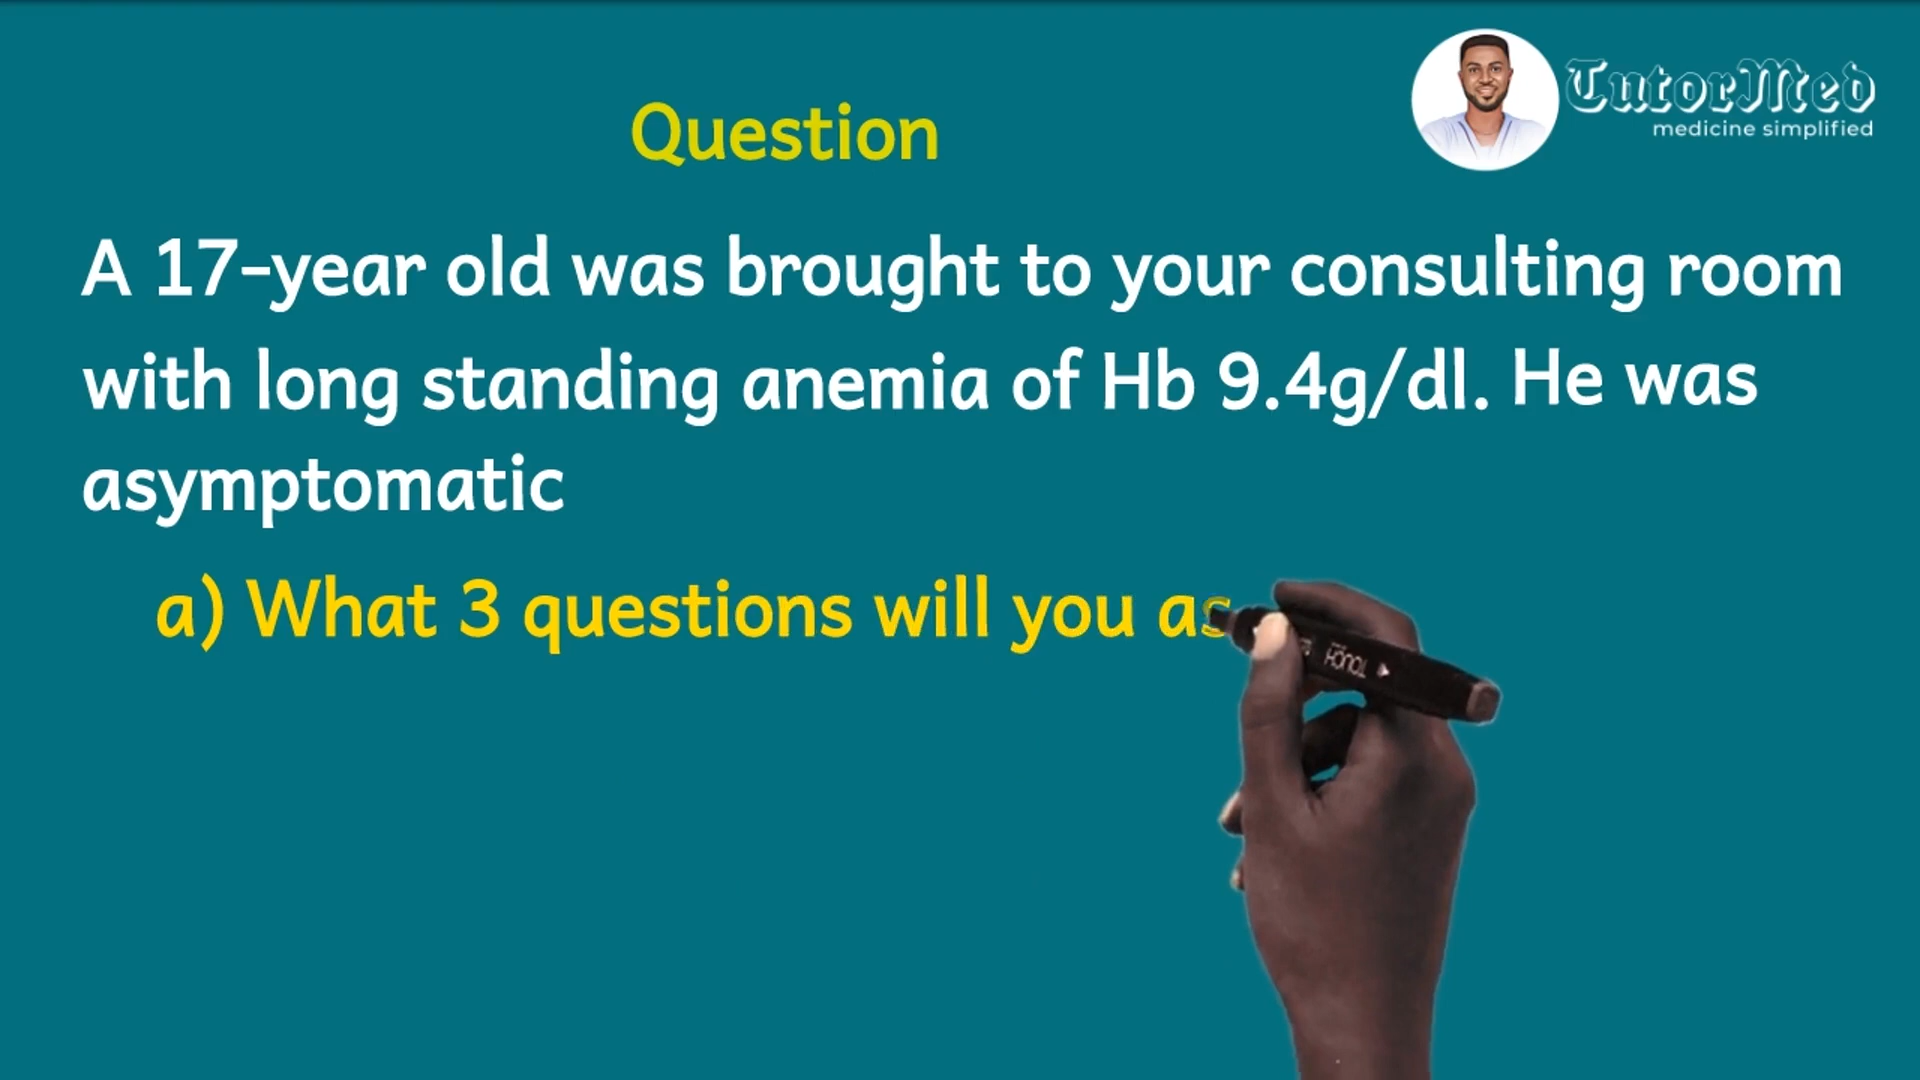 TutorMed
medicine simplified
Question
A 17-year old was brought to your consulting room
with long standing anemia of Hb 9.4g/dl. He was
asymptomatic
a) What 3 questions will you as
TOUCH